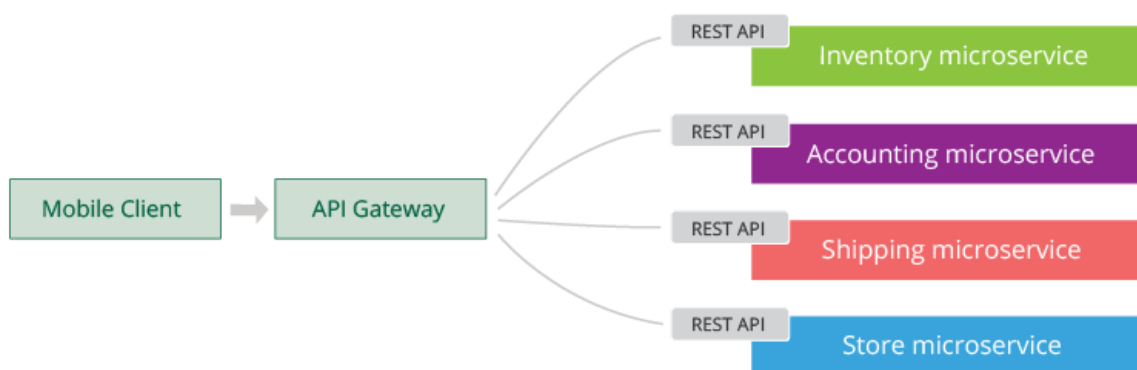 REST API
Inventory microservice
REST API
Accounting microservice
Mobile Client
API Gateway
REST API
Shipping microservice
REST API
Store microservice